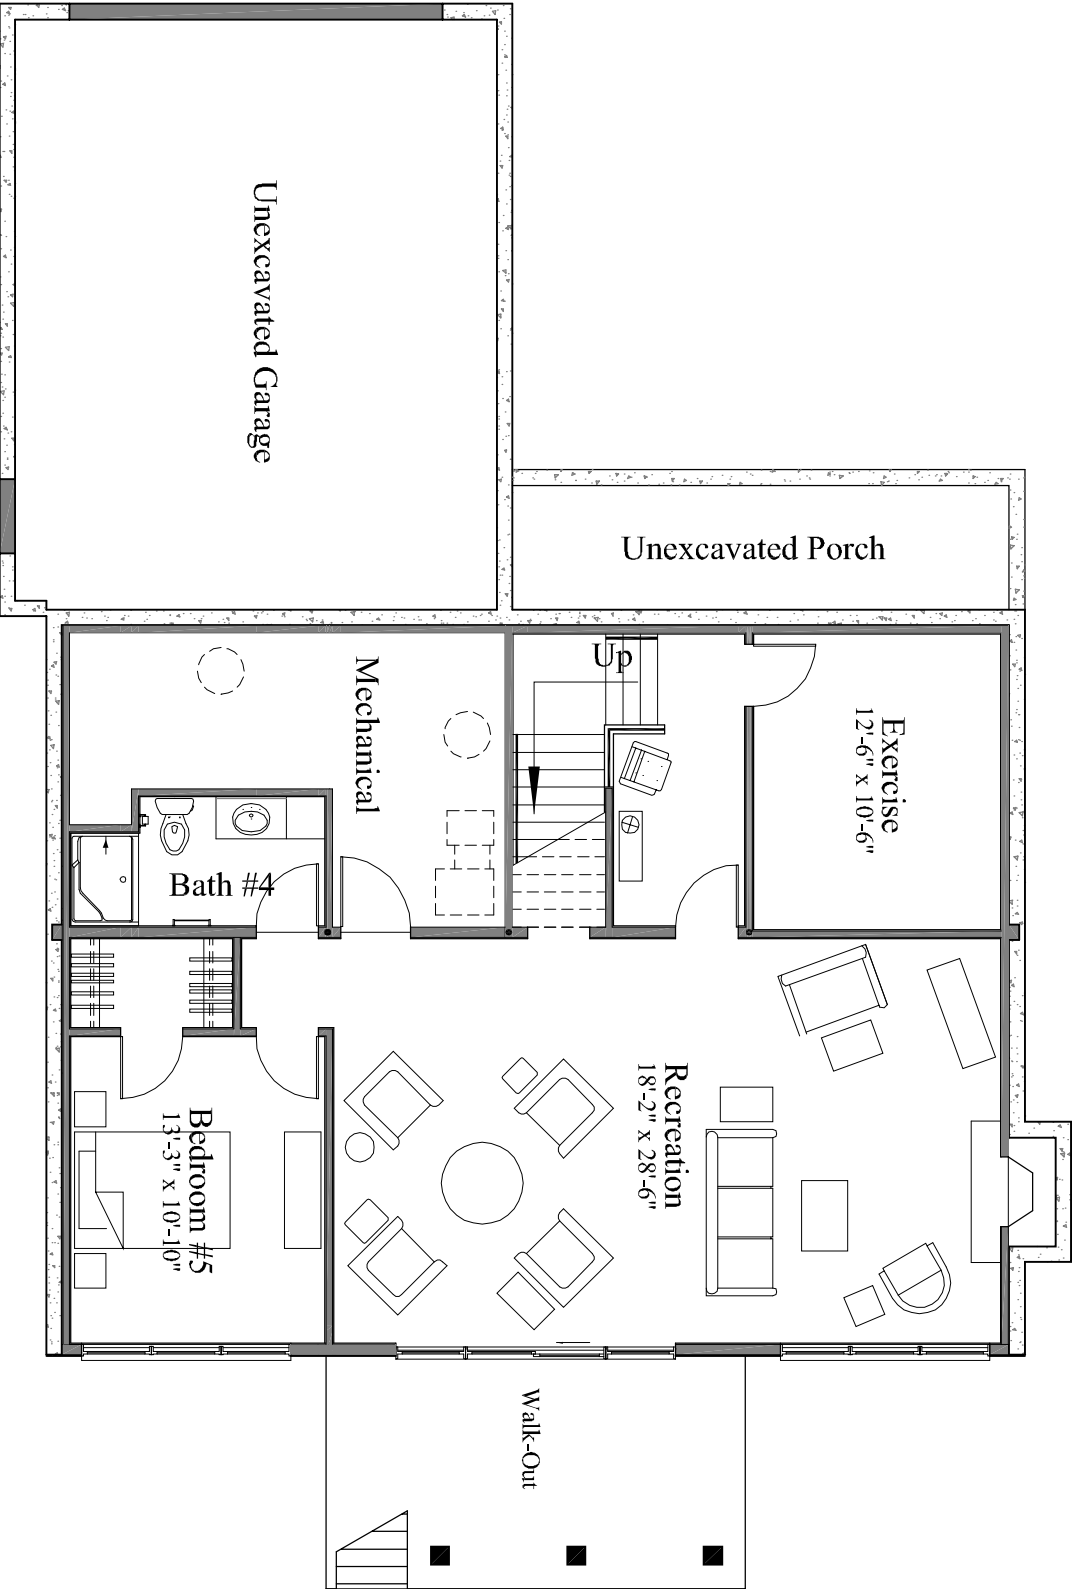 Unexcavated Garage
Unexcavated Porch
Up
Mechanical
Exercise
12'-6" x 10'-6"
Bath #4
Recreation
18'-2" x 28'-6"
Bedroom #5
13'-3" x 10'-10"
Walk-Out